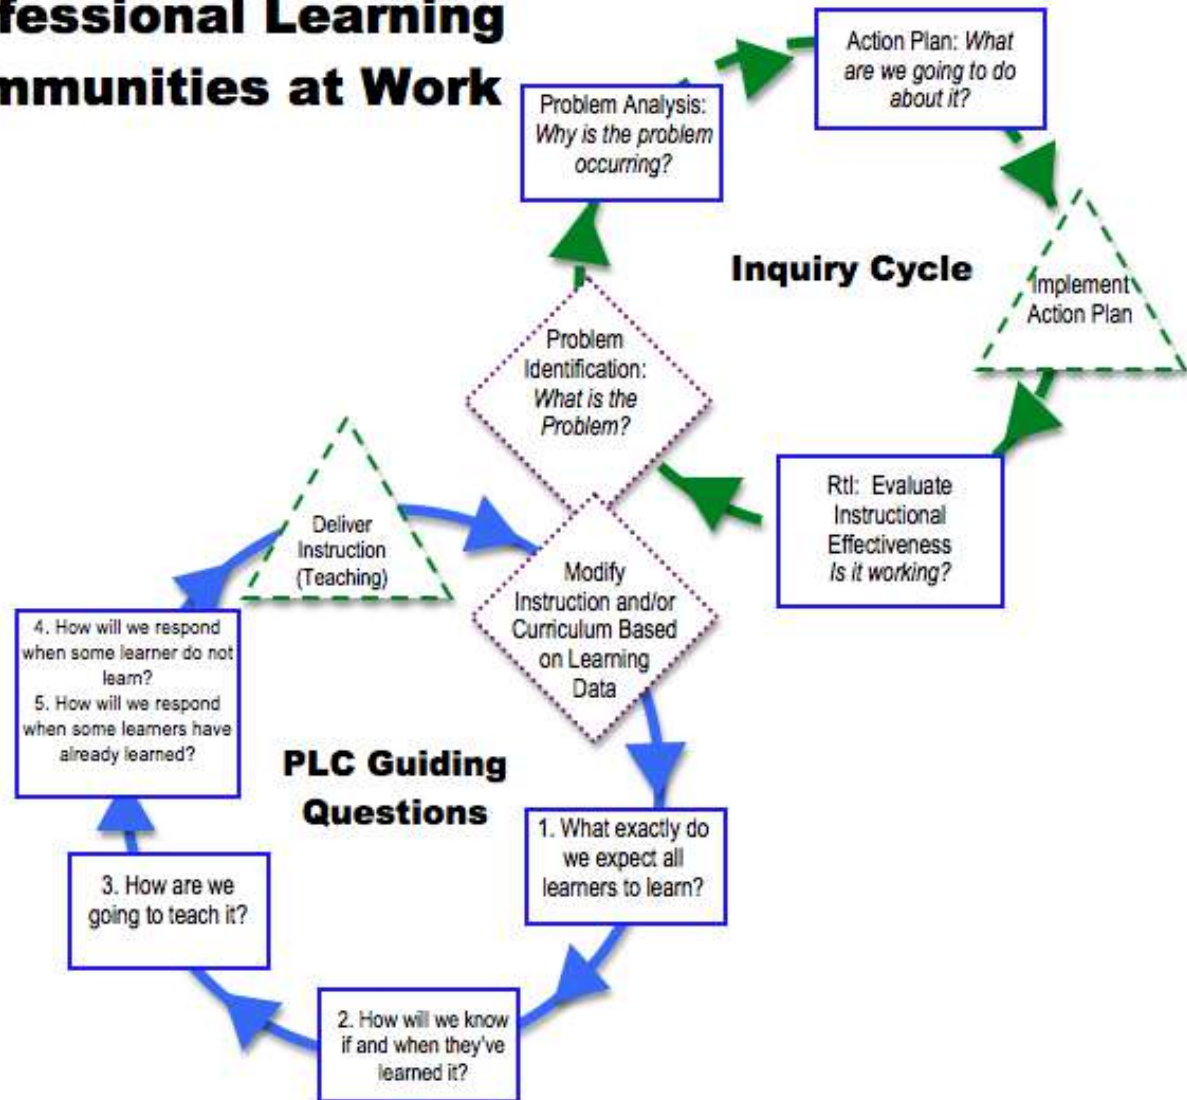 fessional Learning
mmunities at Work
Problem Analysis:
Why is the problem
occurring?
Action Plan: What
are we going to do
about it?
Inquiry Cycle
Implement
Action Plan
Problem
Identification:
What is the
Problem?
RtI: Evaluate
Instructional
Effectiveness
Is it working?
Deliver
Instruction
(Teaching)
Modify
Instruction and/or
Curriculum Based
on Learning
Data
4. How will we respond
when some learner do not
learn?
5. How will we respond
when some learners have
already learned?
PLC Guiding
Questions
1. What exactly do
we expect all
learners to learn?
3. How are we
going to teach it?
2. How will we know
if and when they've
learned it?